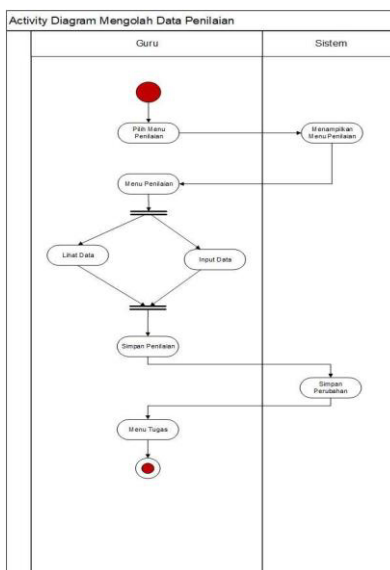 Activity Diagram Mengolah Data Penilaian
Guru
Sistem
Pilih Menu
Penilaian
Menampilkan
Menu Penilaian
Menu Penilaian
Lihat Data
Input Data
Simpan Penilaian
Simpan
Perubahan
Menu Tugas